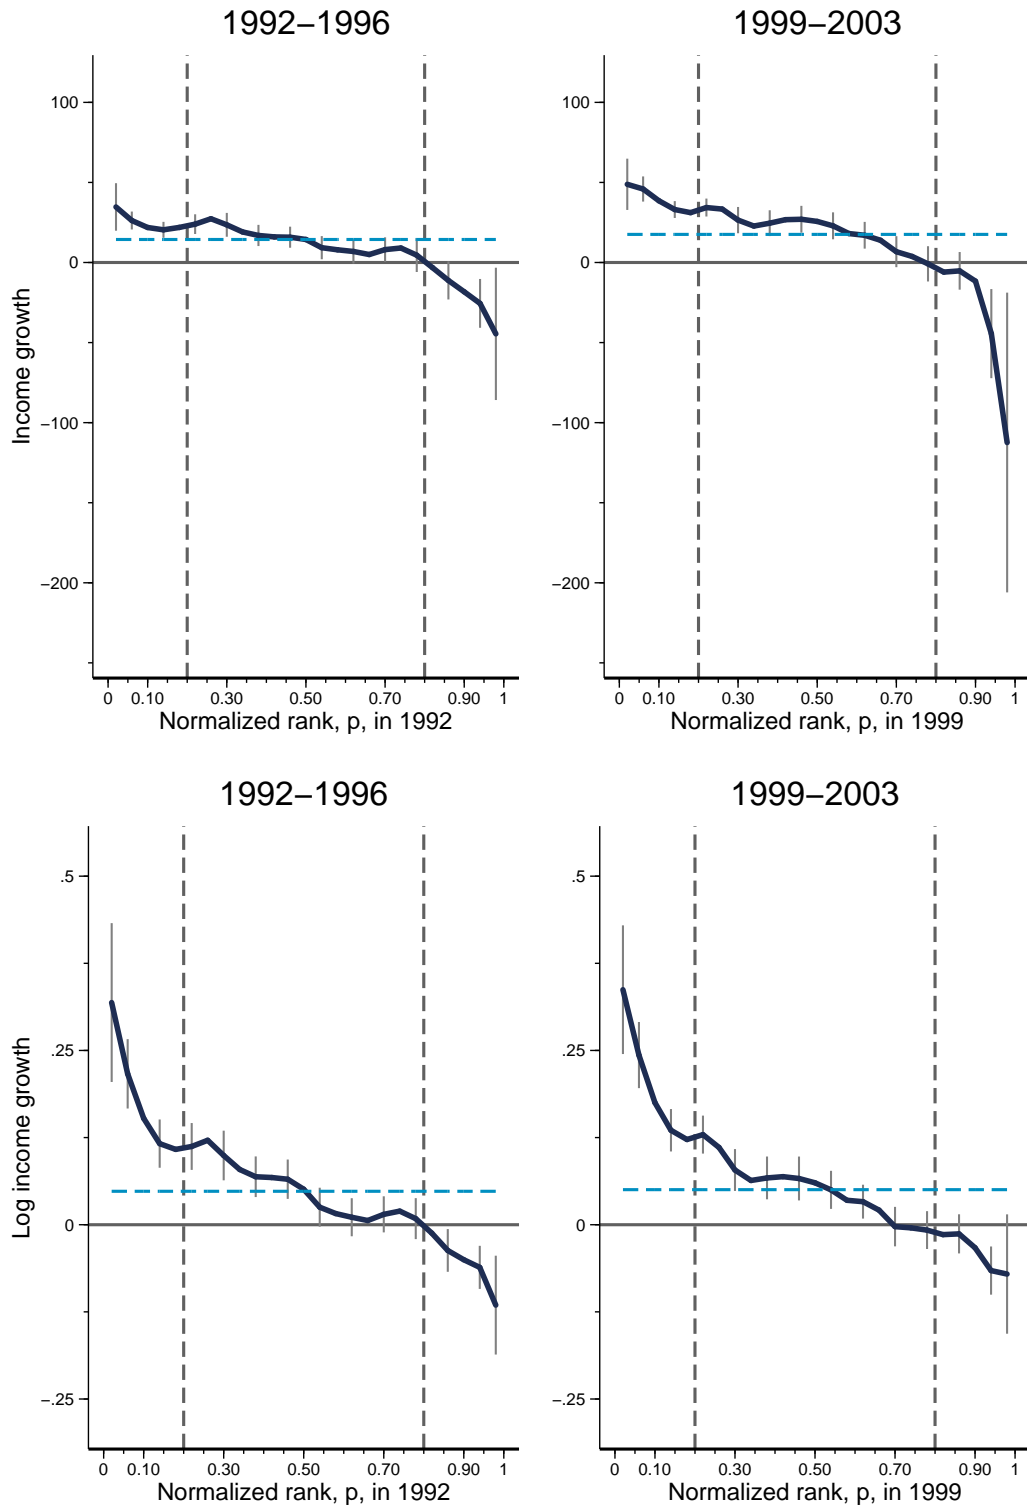 1992–1996
1999–2003
100
0
−100
−200
Income growth
0 0.10 0.30 0.50 0.70 0.90 1
Normalized rank, p, in 1992
100
0
−100
−200
0 0.10 0.30 0.50 0.70 0.90 1
Normalized rank, p, in 1999
1992–1996
1999–2003
.5
.25
0
−.25
Log income growth
0 0.10 0.30 0.50 0.70 0.90 1
Normalized rank, p, in 1992
.5
.25
0
−.25
0 0.10 0.30 0.50 0.70 0.90 1
Normalized rank, p, in 1999